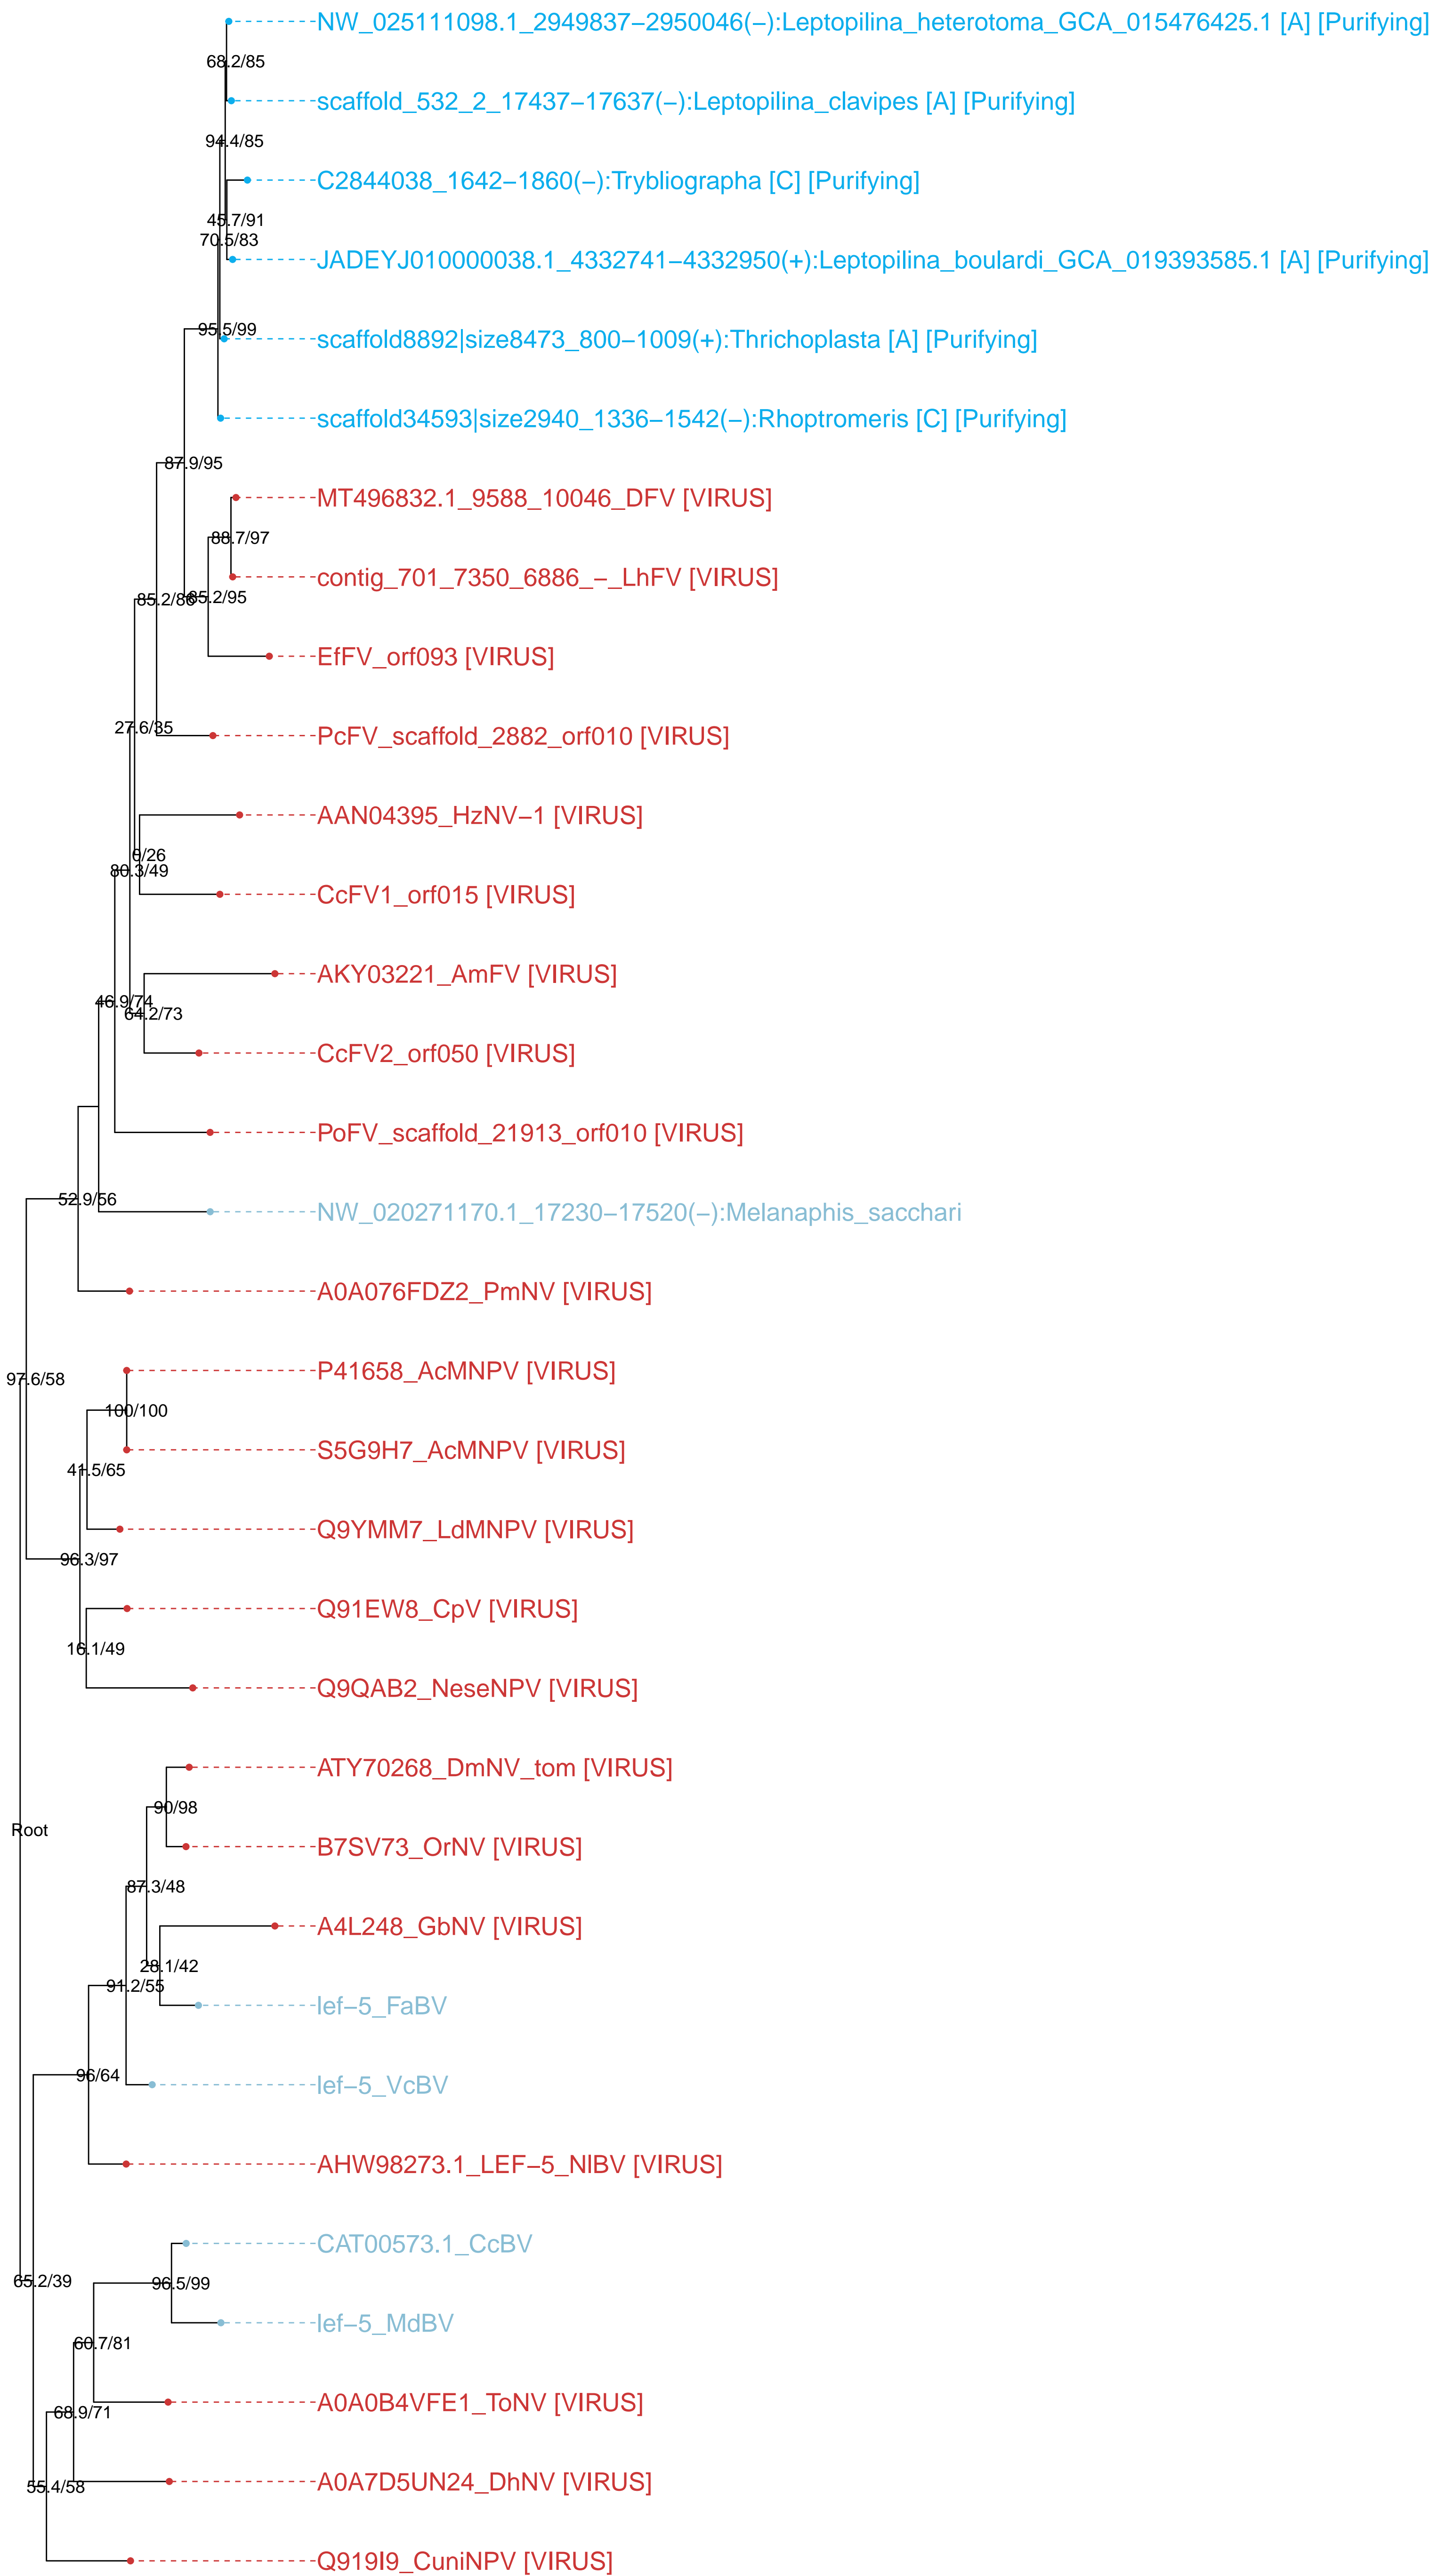 NW_025111098.1_2949837−2950046(−):Leptopilina_heterotoma_GCA_015476425.1 [A] [Purifying]
68.2/85
scaffold_532_2_17437−17637(−):Leptopilina_clavipes [A] [Purifying]
94.4/85
C2844038_1642−1860(−):Trybliographa [C] [Purifying]
45.7/91
70.5/83
JADEYJ010000038.1_4332741−4332950(+):Leptopilina_boulardi_GCA_019393585.1 [A] [Purifying]
95.5/99
scaffold8892|size8473_800−1009(+):Thrichoplasta [A] [Purifying]
scaffold34593|size2940_1336−1542(−):Rhoptromeris [C] [Purifying]
87.9/95
MT496832.1_9588_10046_DFV [VIRUS]
88.7/97
contig_701_7350_6886_−_LhFV [VIRUS]
85.2/86
85.2/95
EfFV_orf093 [VIRUS]
27.6/35
PcFV_scaffold_2882_orf010 [VIRUS]
AAN04395_HzNV−1 [VIRUS]
0/26
80.3/49
CcFV1_orf015 [VIRUS]
AKY03221_AmFV [VIRUS]
46.9/74
64.2/73
CcFV2_orf050 [VIRUS]
PoFV_scaffold_21913_orf010 [VIRUS]
52.9/56
NW_020271170.1_17230−17520(−):Melanaphis_sacchari
A0A076FDZ2_PmNV [VIRUS]
P41658_AcMNPV [VIRUS]
97.6/58
100/100
S5G9H7_AcMNPV [VIRUS]
41.5/65
Q9YMM7_LdMNPV [VIRUS]
96.3/97
Q91EW8_CpV [VIRUS]
16.1/49
Q9QAB2_NeseNPV [VIRUS]
ATY70268_DmNV_tom [VIRUS]
90/98
Root
B7SV73_OrNV [VIRUS]
87.3/48
A4L248_GbNV [VIRUS]
28.1/42
91.2/55
lef−5_FaBV
96/64
lef−5_VcBV
AHW98273.1_LEF−5_NlBV [VIRUS]
CAT00573.1_CcBV
65.2/39
96.5/99
lef−5_MdBV
60.7/81
A0A0B4VFE1_ToNV [VIRUS]
68.9/71
A0A7D5UN24_DhNV [VIRUS]
55.4/58
Q919I9_CuniNPV [VIRUS]